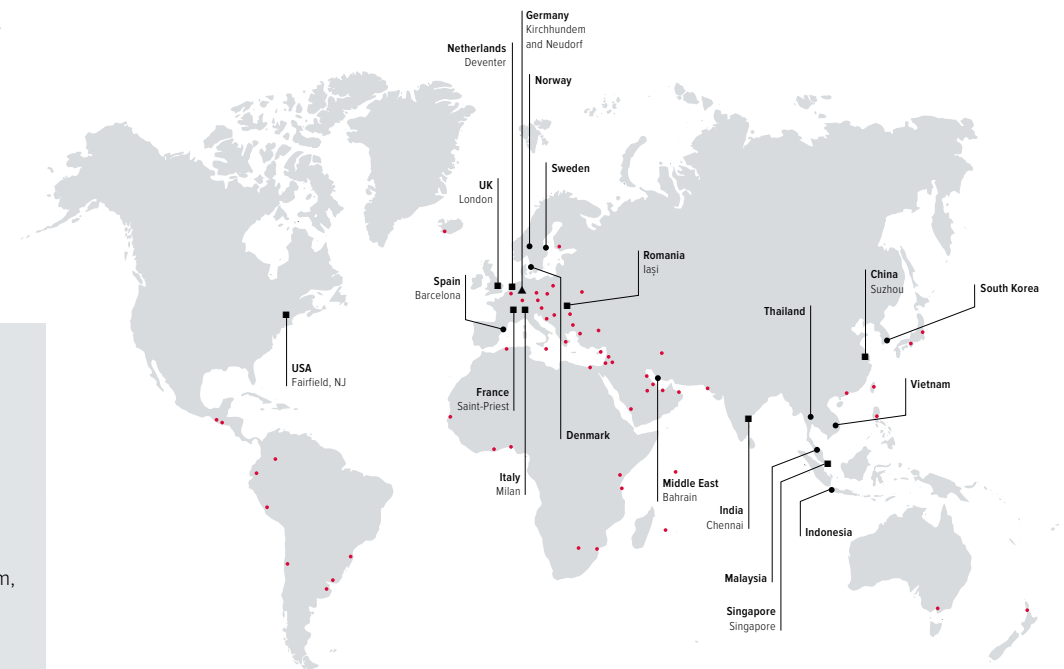 Germany
Kirchhundem
and Neudorf
Netherlands
Deventer
Norway
Sweden
UK
London
Romania
Iași
Spain
Barcelona
China
Suzhou
South Korea
Thailand
USA
Fairfield, NJ
Vietnam
France
Saint-Priest
Denmark
Italy
Milan
Middle East
Bahrain
India
Chennai
Indonesia
m,
Malaysia
Singapore
Singapore